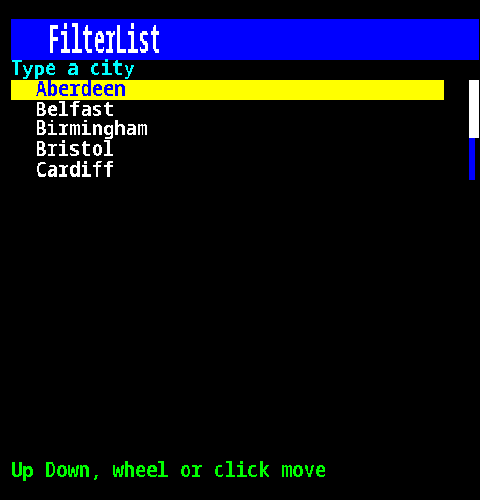 FilterList
Type a city
Aberdeen
Belfast
Birmingham
Bristol
Cardiff
Up Down, wheel or click move